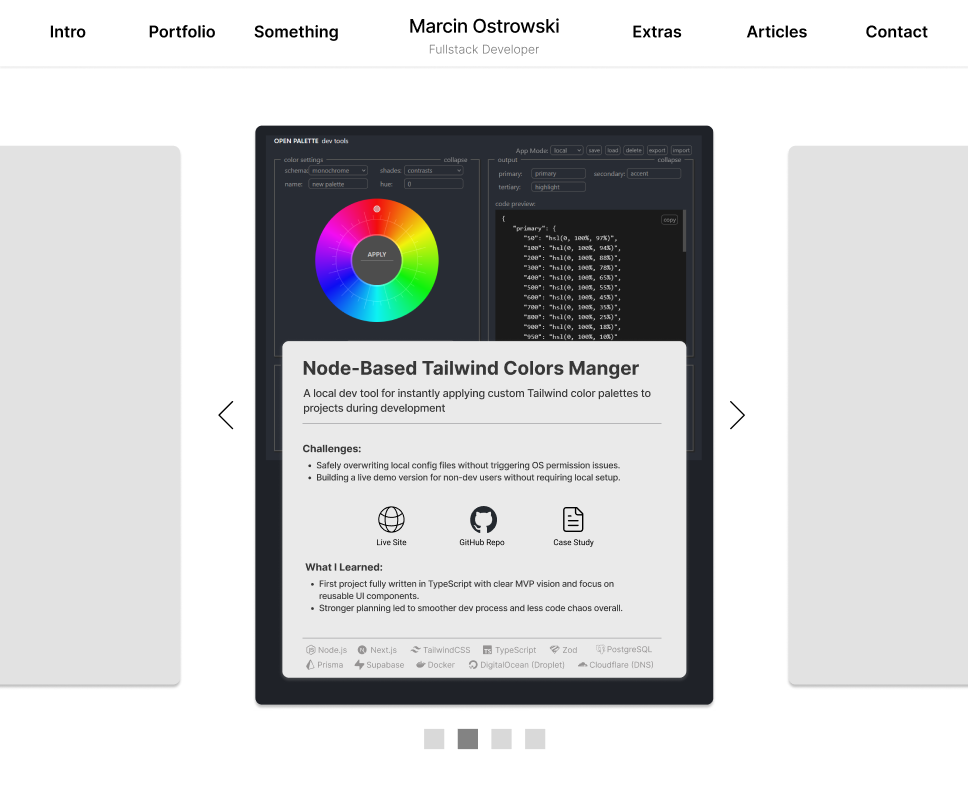 Intro
Portfolio
Something
Marcin Ostrowski
Fullstack Developer
Extras
Articles
Contact
OPEN PALETTE dev tools
App Mode: local save load delete export import
color settings
collapse
schema: monochrome
shades: contrasts
name: new palette
hue: 0
APPLY
output
collapse
primary: primary
secondary: accent
tertiary: highlight
code preview:
copy
{
"primary": {
"50": "hsl(0, 100%, 97%)",
"100": "hsl(0, 100%, 94%)",
"200": "hsl(0, 100%, 88%)",
"300": "hsl(0, 100%, 78%)",
"400": "hsl(0, 100%, 65%)",
"500": "hsl(0, 100%, 55%)",
"600": "hsl(0, 100%, 45%)",
"700": "hsl(0, 100%, 35%)",
"800": "hsl(0, 100%, 25%)",
"900": "hsl(0, 100%, 18%)",
"950": "hsl(0, 100%, 10%)"
Node-Based Tailwind Colors Manger
A local dev tool for instantly applying custom Tailwind color palettes to
projects during development
Challenges:
• Safely overwriting local config files without triggering OS permission issues.
• Building a live demo version for non-dev users without requiring local setup.
Live Site
GitHub Repo
Case Study
What I Learned:
• First project fully written in TypeScript with clear MVP vision and focus on
reusable UI components.
• Stronger planning led to smoother dev process and less code chaos overall.
Node.js Next.js TailwindCSS TypeScript Zod PostgreSQL
Prisma Supabase Docker DigitalOcean (Droplet) Cloudflare (DNS)